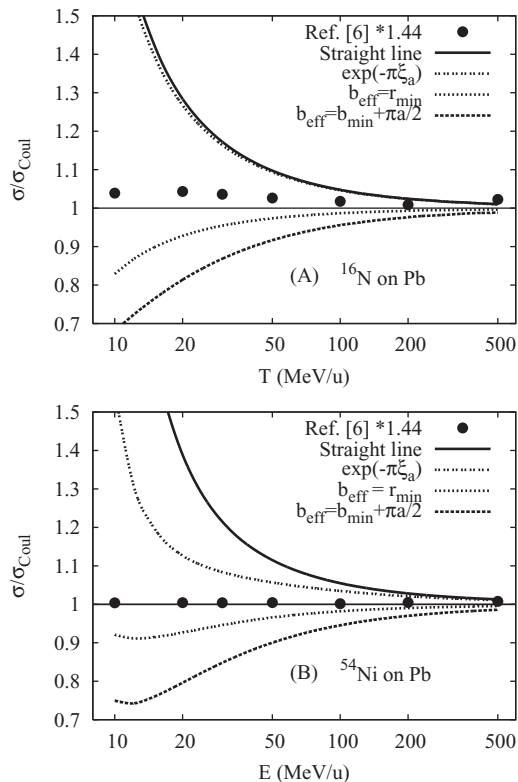 1.5
1.4
1.3
1.2
1.1
1
0.9
0.8
0.7
σ/σCoul
Ref. [6] *1.44
Straight line
exp(-πξa)
beff=rmin
beff=bmin+πa/2
(A) 16N on Pb
10 20 50 100 200 500
T (MeV/u)
1.5
1.4
1.3
1.2
1.1
1
0.9
0.8
0.7
σ/σCoul
Ref. [6] *1.44
Straight line
exp(-πξa)
beff = rmin
beff=bmin+πa/2
(B) 54Ni on Pb
10 20 50 100 200 500
E (MeV/u)